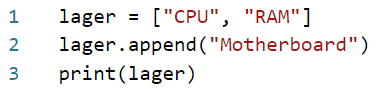 1 lager = ["CPU", "RAM"]
2 lager.append("Motherboard")
3 print(lager)